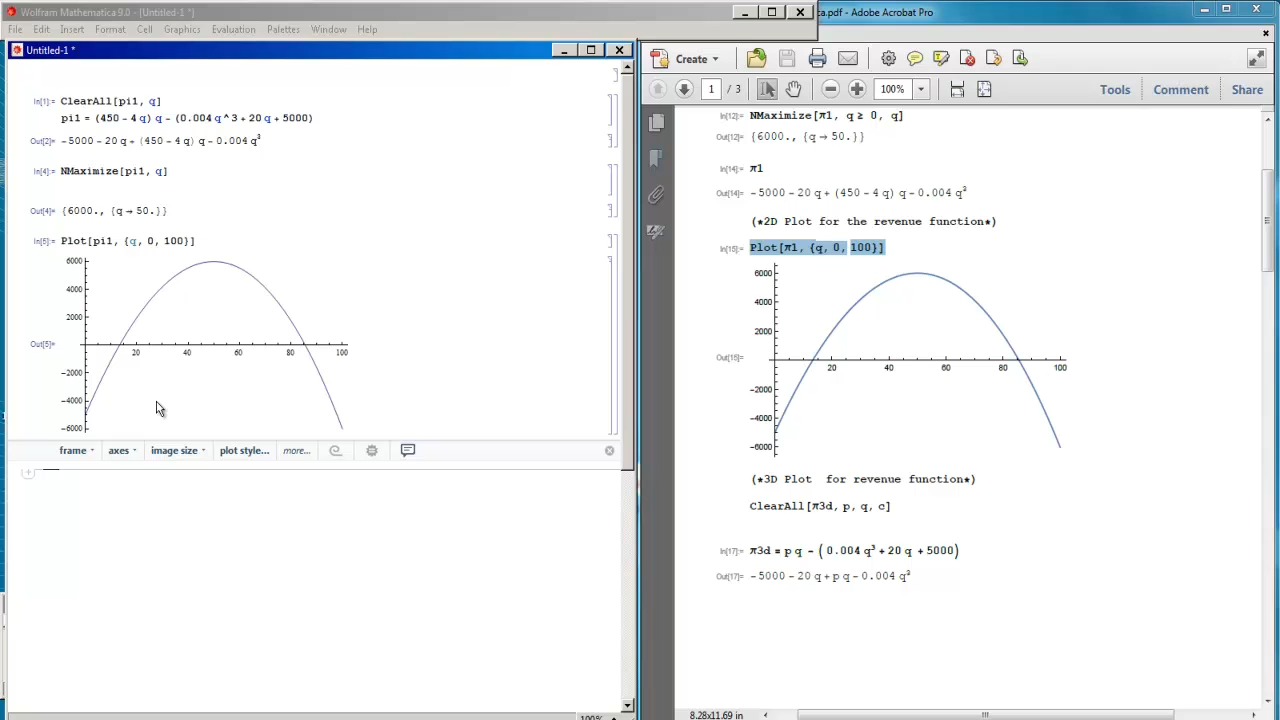 Wolfram Mathematica 9.0 - [Untitled-1 *]
File Edit Insert Format Cell Graphics Evaluation Palettes Window Help
Untitled-1 *
In[1]:= ClearAll[pi1, q]
pi1 = (450 - 4 q) q - (0.004 q^3 + 20 q + 5000)
Out[2]= -5000 - 20 q + (450 - 4 q) q - 0.004 q³
In[4]:= NMaximize[pi1, q]
Out[4]= {6000., {q → 50.}}
In[5]:= Plot[pi1, {q, 0, 100}]
6000
4000
2000
Out[5]=
20 40 60 80 100
-2000
-4000
-6000
frame axes image size plot style... more...
100%
ca.pdf - Adobe Acrobat Pro
Create
1 / 3 100% Tools Comment Share
In[12]:= NMaximize[π1, q ≥ 0, q]
Out[12]= {6000., {q → 50.}}
In[14]:= π1
Out[14]= -5000 - 20 q + (450 - 4 q) q - 0.004 q³
(*2D Plot for the revenue function*)
In[15]:= Plot[π1, {q, 0, 100}]
6000
4000
2000
Out[15]=
20 40 60 80 100
-2000
-4000
-6000
(*3D Plot for revenue function*)
ClearAll[π3d, p, q, c]
In[17]:= π3d = p q - (0.004 q³ + 20 q + 5000)
Out[17]= -5000 - 20 q + p q - 0.004 q³
8.28x11.69 in